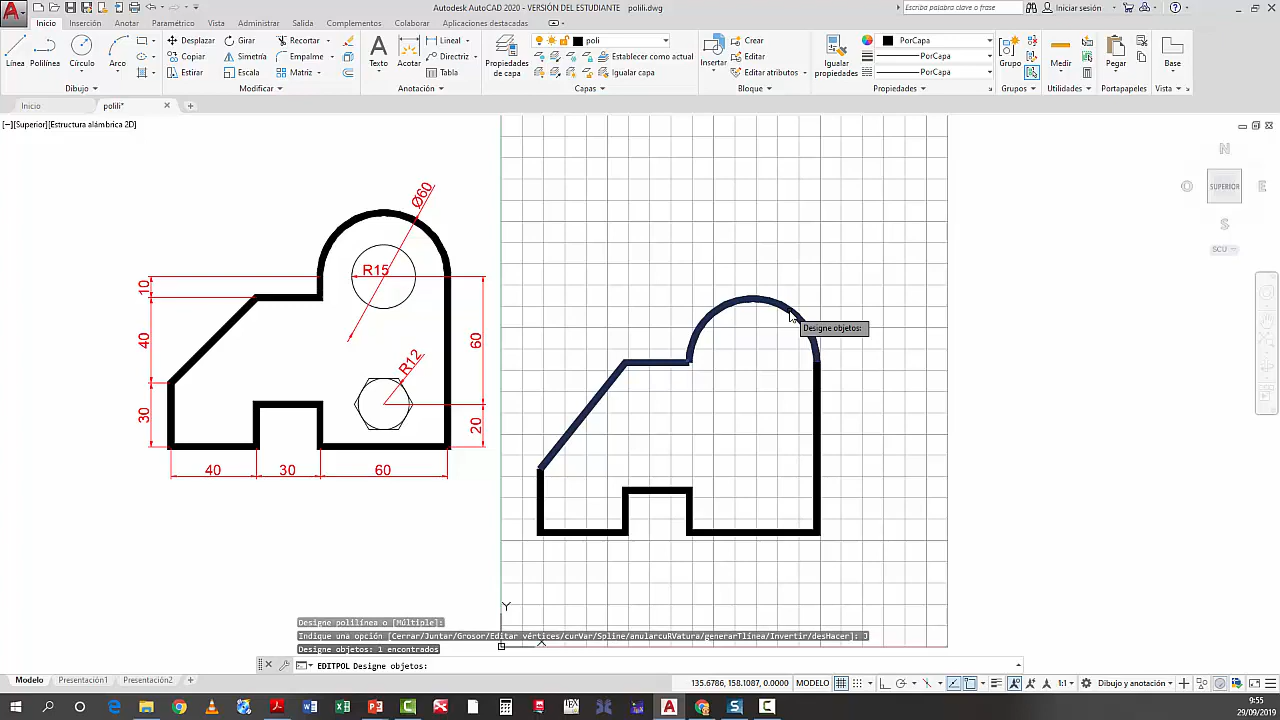 Desktop Autodesk AutoCAD 2020 - VERSIÓN DEL ESTUDIANTE polili.dwg
Escriba palabra clave o frase
Iniciar sesión
Inicio Inserción Anotar Paramétrico Vista Administrar Salida Complementos Colaborar Aplicaciones destacadas
Línea Polilínea Círculo Arco
Desplazar Girar Recortar
Copiar Simetría Empalme
Estirar Escala Matriz
Texto Acotar
Lineal
Directriz
Tabla
Propiedades de capa
poli
Establecer como actual
Igualar capa
Insertar
Crear
Editar
Editar atributos
Igualar propiedades
PorCapa
PorCapa
PorCapa
Grupo Medir Pegar Base
Dibujo Modificar Anotación Capas Bloque Propiedades Grupos Utilidades Portapapeles Vista
Inicio polili*
[−][Superior][Estructura alámbrica 2D]
N
O SUPERIOR E
S
SCU
Ø60
R15
10
40
30
R12
60
20
40 30 60
Designe objetos:
Y
X
Designe polilínea o [Múltiple]:
Indique una opción [Cerrar/Juntar/Grosor/Editar vértices/curVar/Spline/anularcuRVatura/generarTlínea/Invertir/desHacer]: J
Designe objetos: 1 encontrados
EDITPOL Designe objetos:
Modelo Presentación1 Presentación2
135.6786, 158.1087, 0.0000 MODELO 1:1 Dibujo y anotación
9:55
29/09/2019